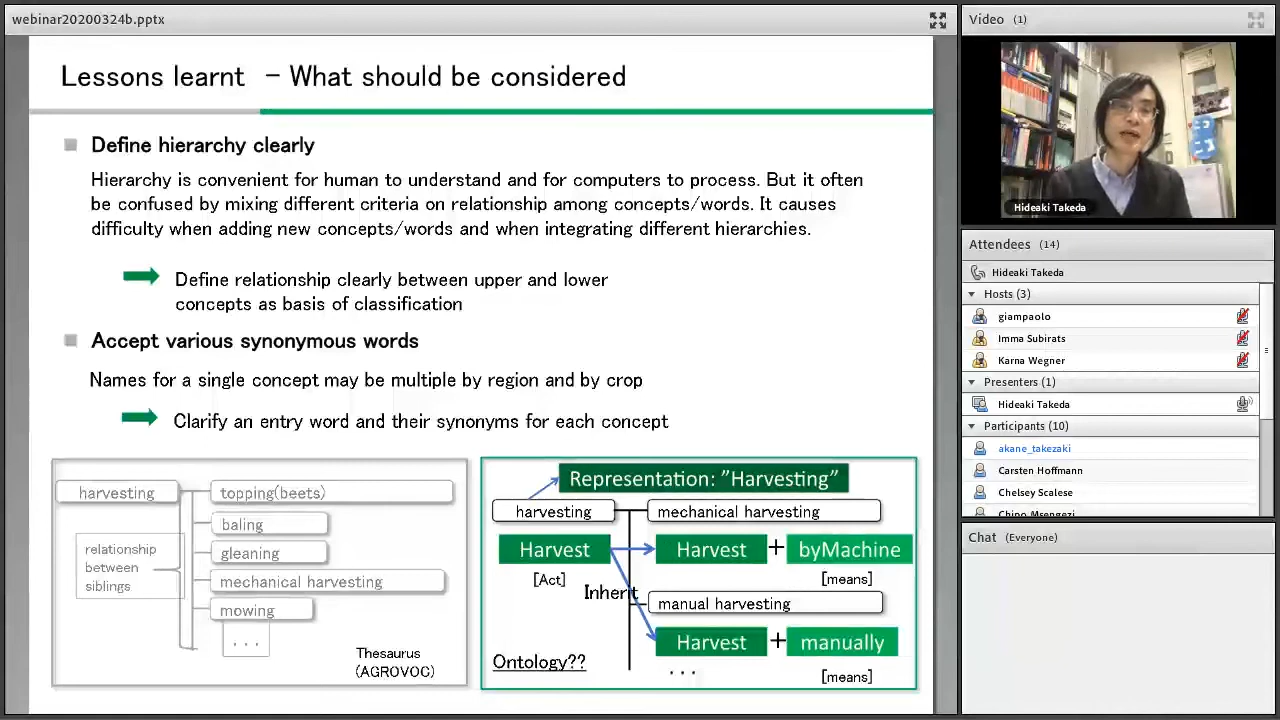 webinar20200324b.pptx
Lessons learnt – What should be considered
Define hierarchy clearly
Hierarchy is convenient for human to understand and for computers to process. But it often
be confused by mixing different criteria on relationship among concepts/words. It causes
difficulty when adding new concepts/words and when integrating different hierarchies.
Define relationship clearly between upper and lower
concepts as basis of classification
Accept various synonymous words
Names for a single concept may be multiple by region and by crop
Clarify an entry word and their synonyms for each concept
harvesting
topping(beets)
baling
gleaning
mechanical harvesting
mowing
...
relationship
between
siblings
Thesaurus
(AGROVOC)
Representation: ”Harvesting”
harvesting
mechanical harvesting
Harvest
Harvest + byMachine
[Act]
[means]
Inherit
manual harvesting
Harvest + manually
Ontology??
...
[means]
Video (1)
Hideaki Takeda
Attendees (14)
Hideaki Takeda
Hosts (3)
giampaolo
Imma Subirats
Karna Wegner
Presenters (1)
Hideaki Takeda
Participants (10)
akane_takezaki
Carsten Hoffmann
Chelsey Scalese
Chipo Msengezi
Chat (Everyone)